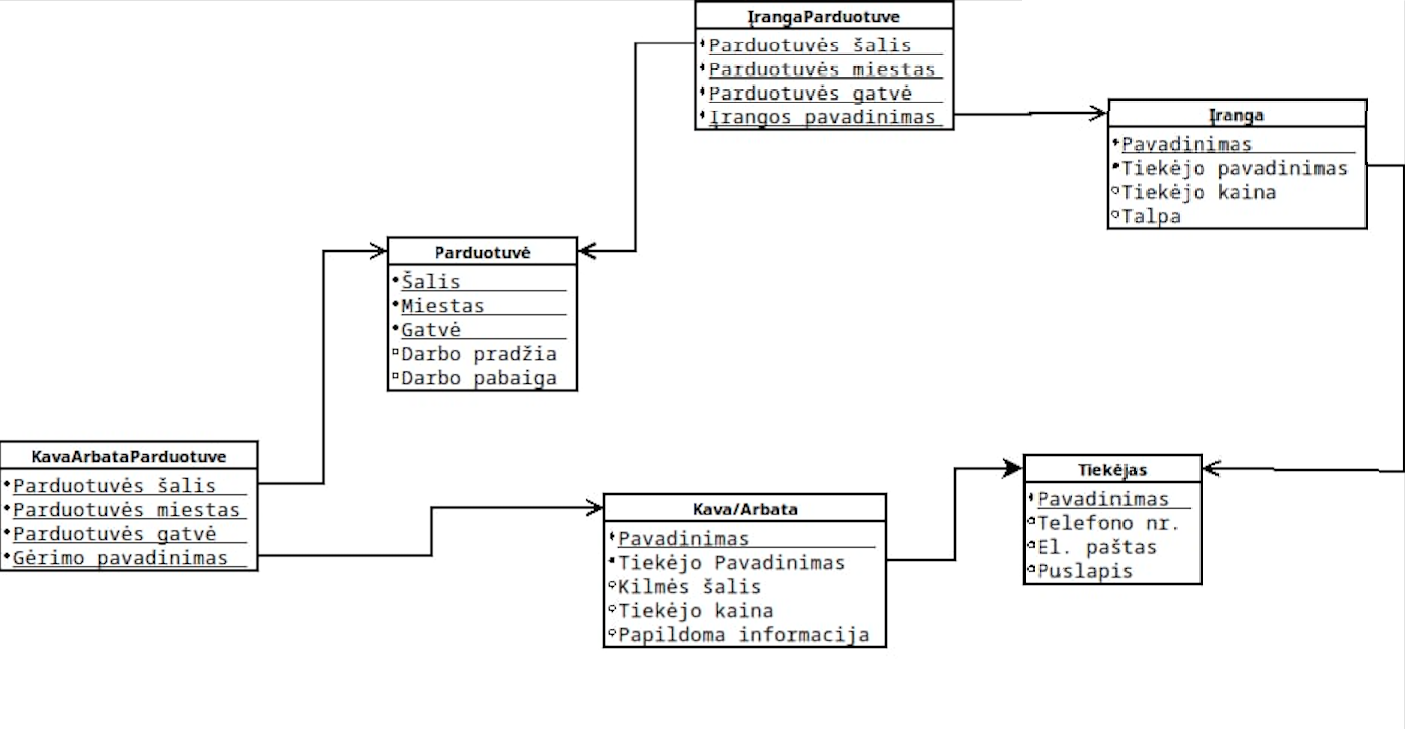 ĮrangaParduotuve
Parduotuvės šalis
Parduotuvės miestas
Parduotuvės gatvė
Įrangos pavadinimas
Įranga
Pavadinimas
Tiekėjo pavadinimas
Tiekėjo kaina
Talpa
Parduotuvė
Šalis
Miestas
Gatvė
Darbo pradžia
Darbo pabaiga
KavaArbataParduotuve
Parduotuvės šalis
Parduotuvės miestas
Parduotuvės gatvė
Gėrimo pavadinimas
Kava/Arbata
Pavadinimas
Tiekėjo Pavadinimas
Kilmės šalis
Tiekėjo kaina
Papildoma informacija
Tiekėjas
Pavadinimas
Telefono nr.
El. paštas
Puslapis